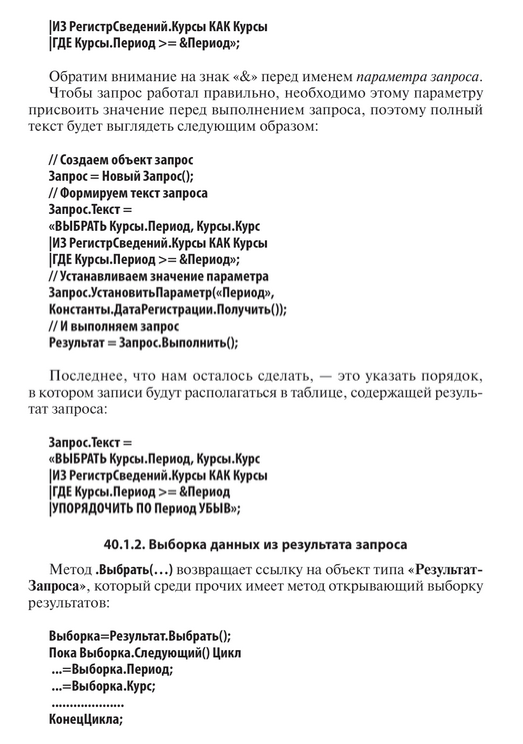 |ИЗ РегистрСведений.Курсы КАК Курсы
|ГДЕ Курсы.Период >= &Период»;
Обратим внимание на знак «&» перед именем параметра запроса.
Чтобы запрос работал правильно, необходимо этому параметру
присвоить значение перед выполнением запроса, поэтому полный
текст будет выглядеть следующим образом:
// Создаем объект запрос
Запрос = Новый Запрос();
// Формируем текст запроса
Запрос.Текст =
«ВЫБРАТЬ Курсы.Период, Курсы.Курс
|ИЗ РегистрСведений.Курсы КАК Курсы
|ГДЕ Курсы.Период >= &Период»;
// Устанавливаем значение параметра
Запрос.УстановитьПараметр(«Период»,
Константы.ДатаРегистрации.Получить());
// И выполняем запрос
Результат = Запрос.Выполнить();
Последнее, что нам осталось сделать, — это указать порядок,
в котором записи будут располагаться в таблице, содержащей резуль-
тат запроса:
Запрос.Текст =
«ВЫБРАТЬ Курсы.Период, Курсы.Курс
|ИЗ РегистрСведений.Курсы КАК Курсы
|ГДЕ Курсы.Период >= &Период
|УПОРЯДОЧИТЬ ПО Период УБЫВ»;
40.1.2. Выборка данных из результата запроса
Метод .Выбрать(...) возвращает ссылку на объект типа «Результат-
Запроса», который среди прочих имеет метод открывающий выборку
результатов:
Выборка=Результат.Выбрать();
Пока Выборка.Следующий() Цикл
...=Выборка.Период;
...=Выборка.Курс;
....................
КонецЦикла;